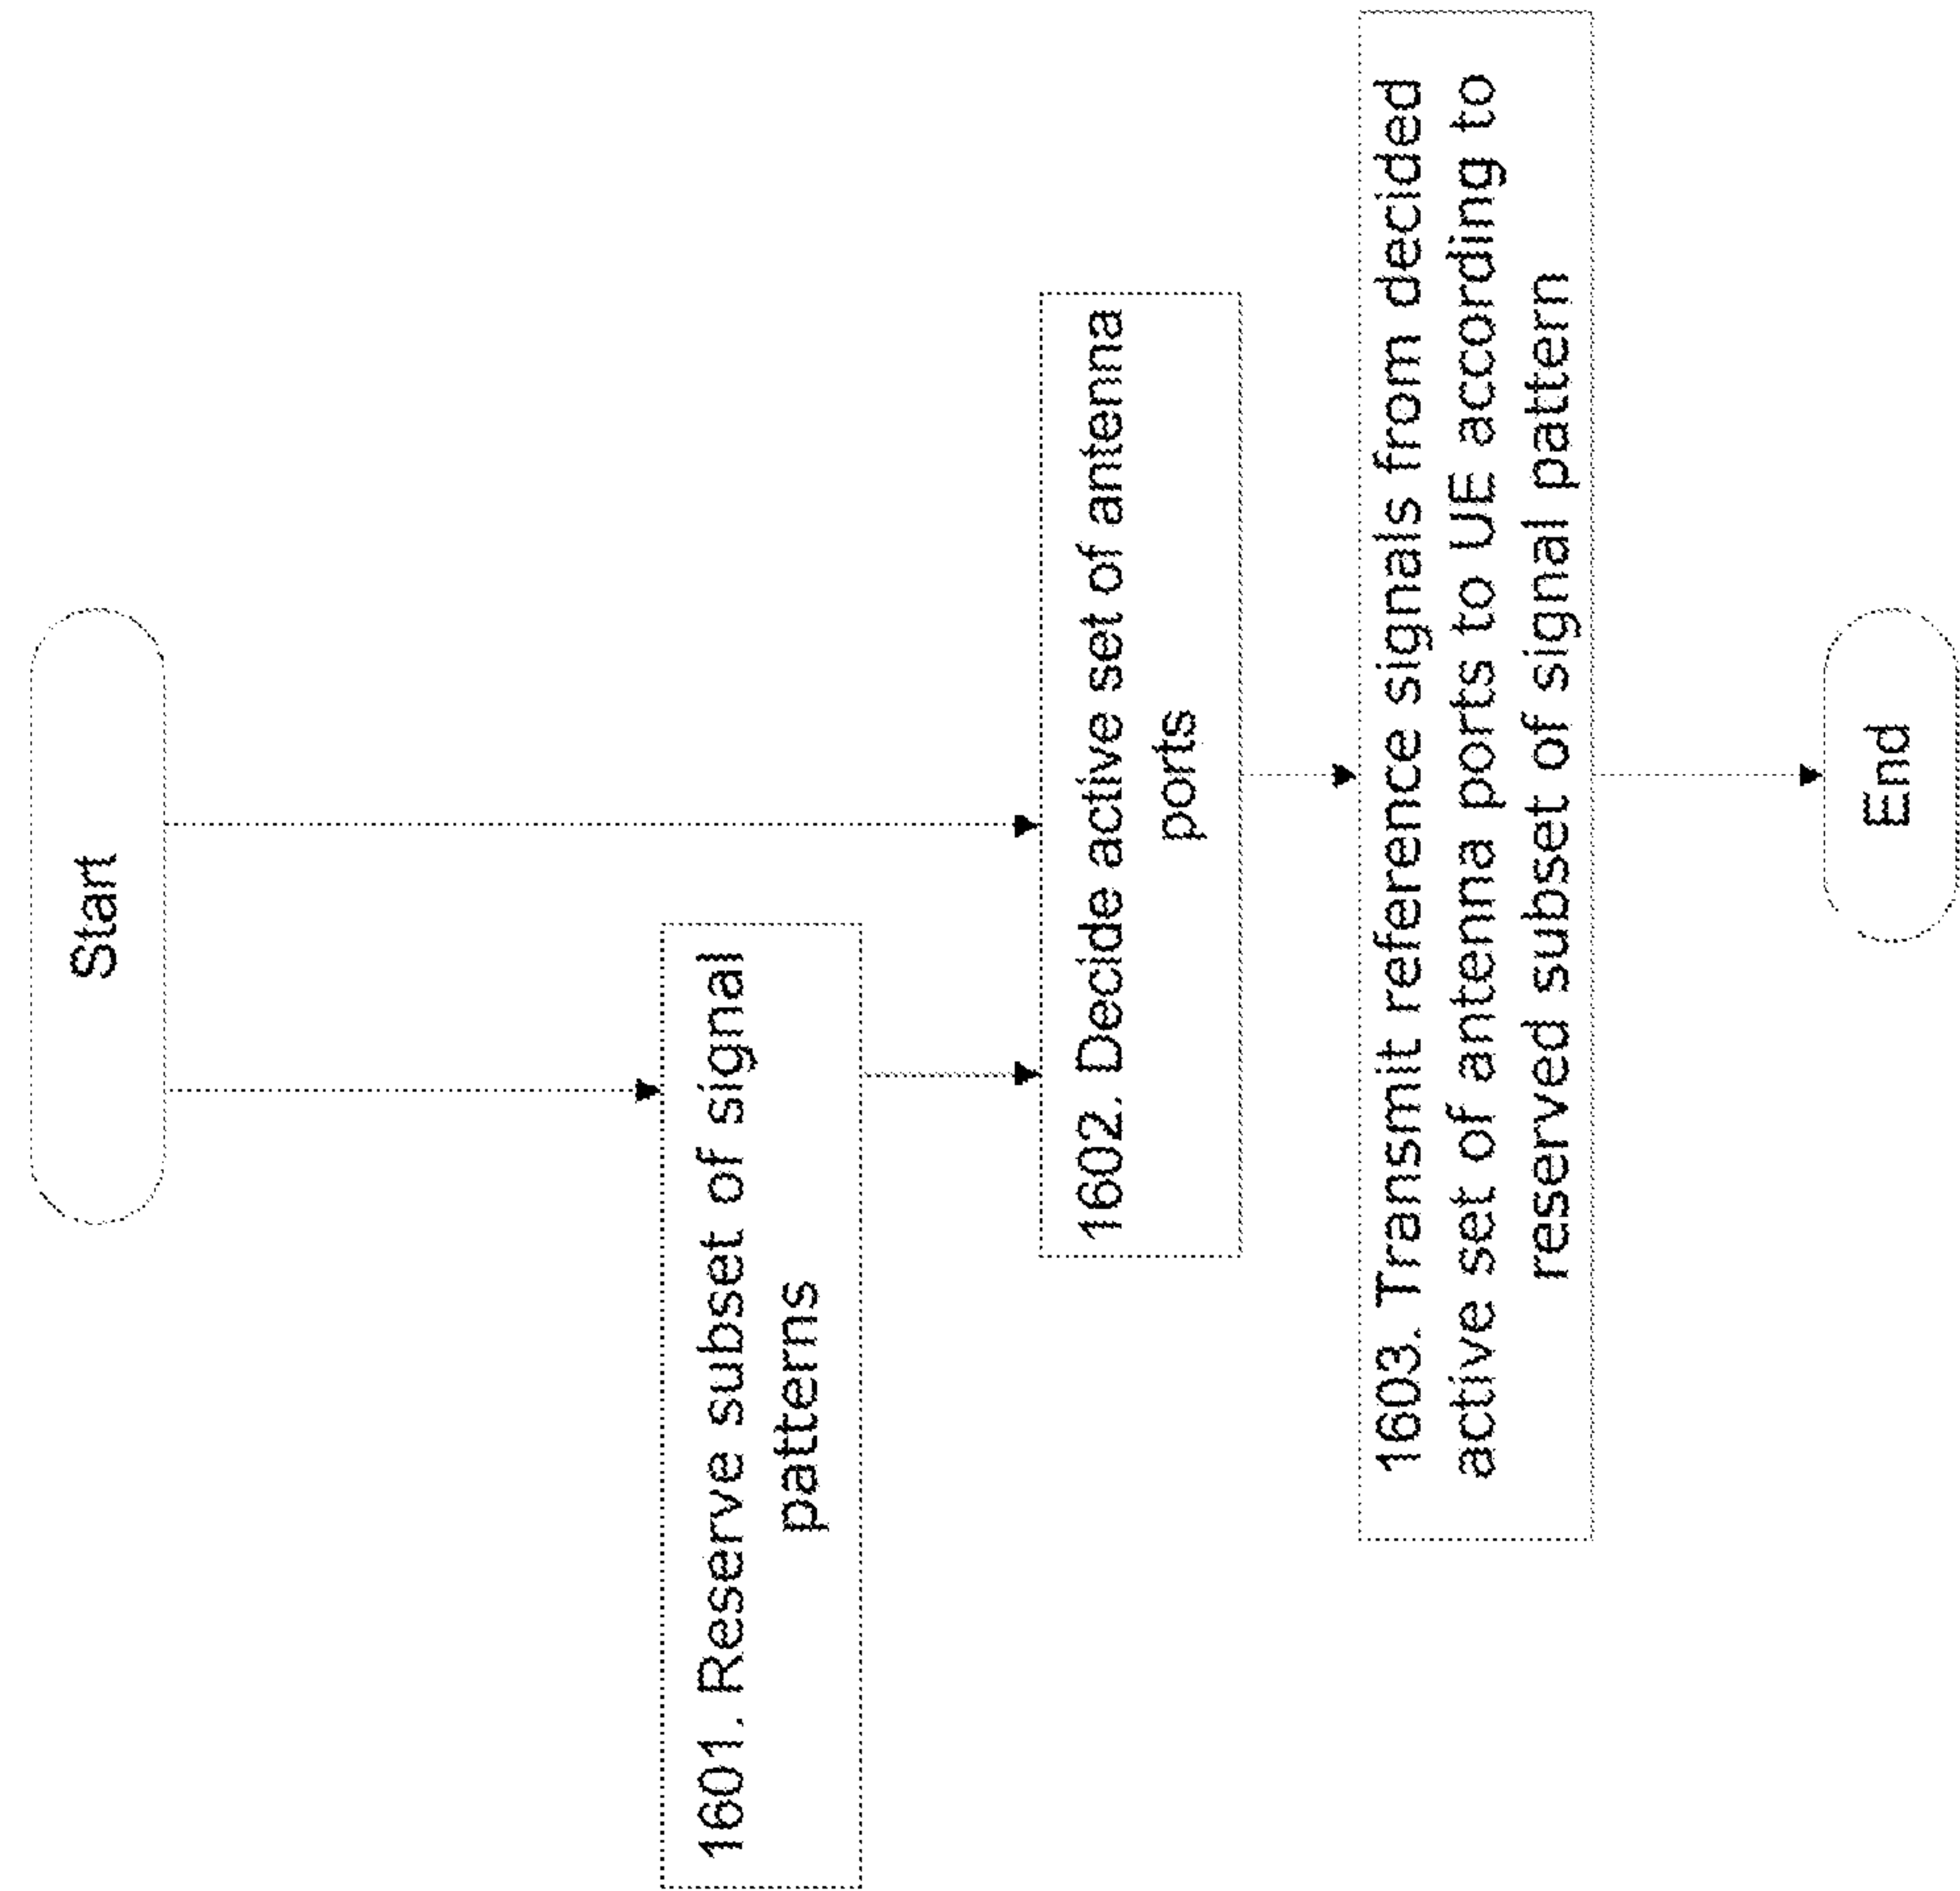 Start
1601. Reserve subset of signal
patterns
1602. Decide active set of antenna
ports
1603. Transmit reference signals from decided
active set of antenna ports to UE according to
reserved subset of signal pattern
End